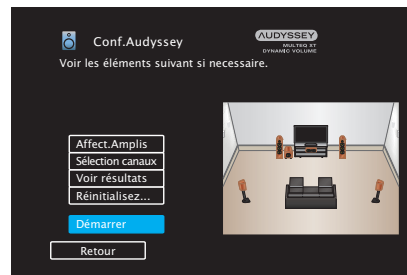 Conf.Audyssey
AUDYSSEY
MULTEQ XT
DYNAMIC VOLUME
Voir les éléments suivant si necessaire.
Affect.Amplis
Sélection canaux
Voir résultats
Réinitialisez...
Démarrer
Retour